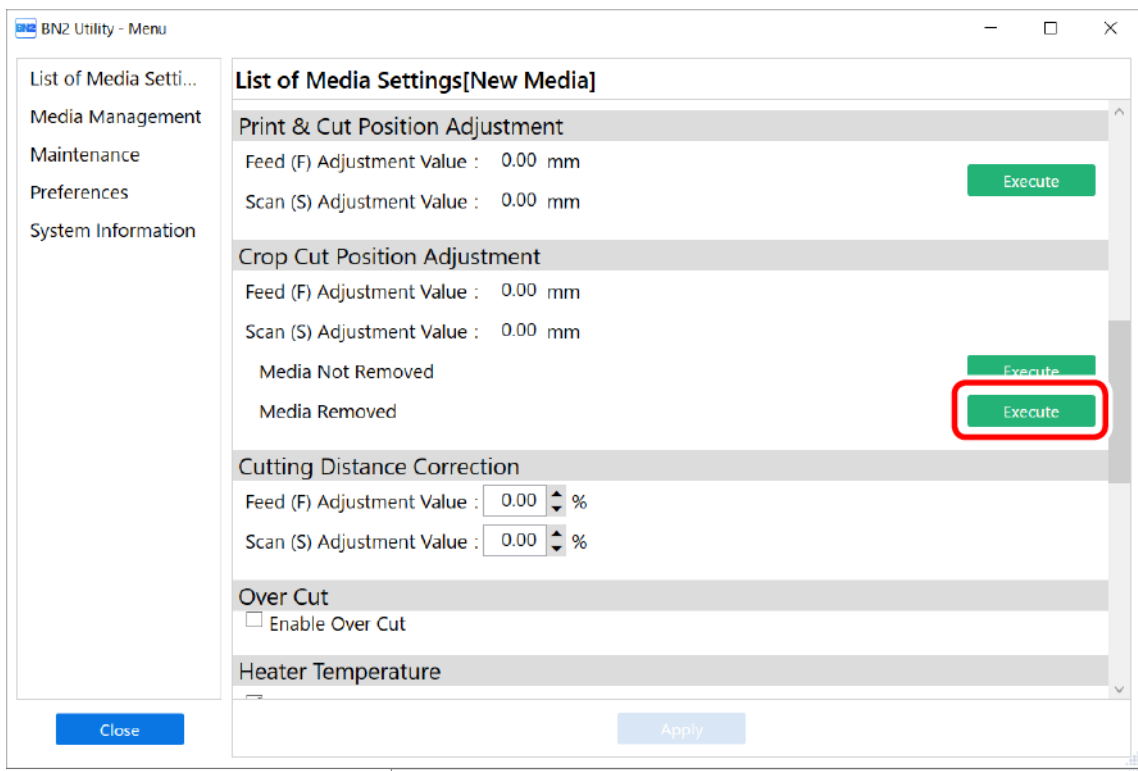 BN2 BN2 Utility - Menu
List of Media Setti...
Media Management
Maintenance
Preferences
System Information
Close
List of Media Settings[New Media]
Print & Cut Position Adjustment
Feed (F) Adjustment Value : 0.00 mm
Execute
Scan (S) Adjustment Value : 0.00 mm
Crop Cut Position Adjustment
Feed (F) Adjustment Value : 0.00 mm
Scan (S) Adjustment Value : 0.00 mm
Media Not Removed Execute
Media Removed Execute
Cutting Distance Correction
Feed (F) Adjustment Value : 0.00 %
Scan (S) Adjustment Value : 0.00 %
Over Cut
Enable Over Cut
Heater Temperature
Apply